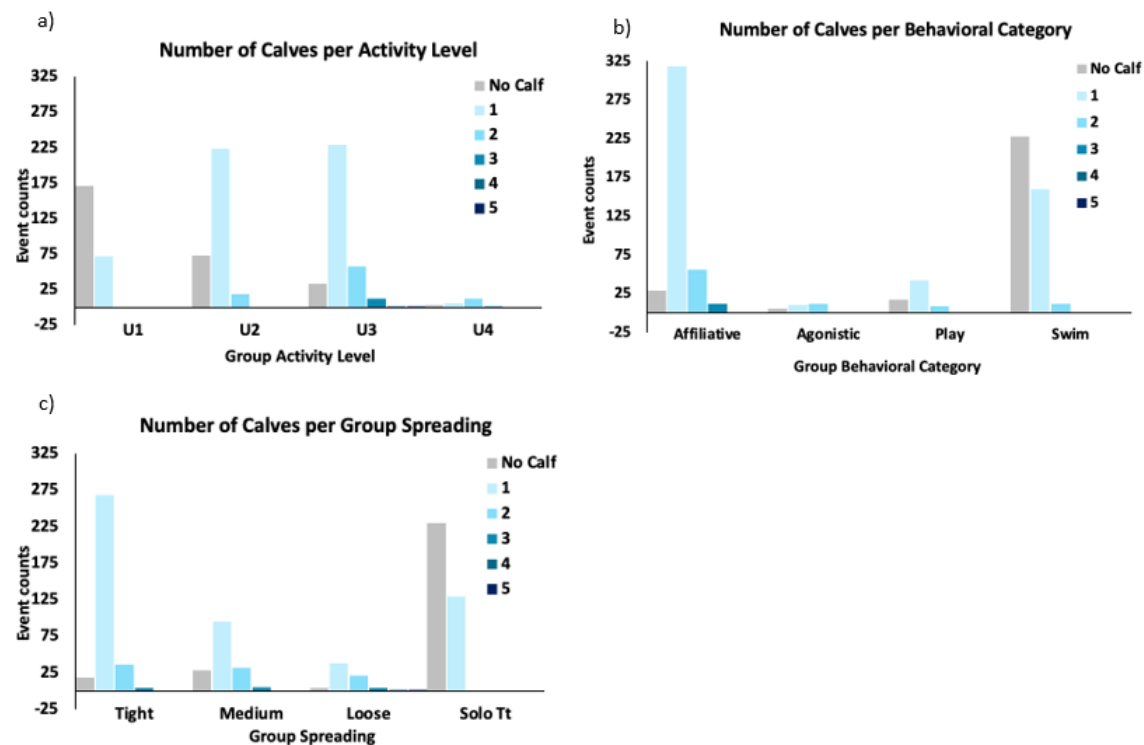 a)
Number of Calves per Activity Level
325
275
225
175
125
75
25
-25
Event counts
No Calf
1
2
3
4
5
U1 U2 U3 U4
Group Activity Level
b)
Number of Calves per Behavioral Category
325
275
225
175
125
75
25
-25
Event counts
No Calf
1
2
3
4
5
Affiliative Agonistic Play Swim
Group Behavioral Category
c)
Number of Calves per Group Spreading
325
275
225
175
125
75
25
-25
Event counts
No Calf
1
2
3
4
5
Tight Medium Loose Solo Tt
Group Spreading